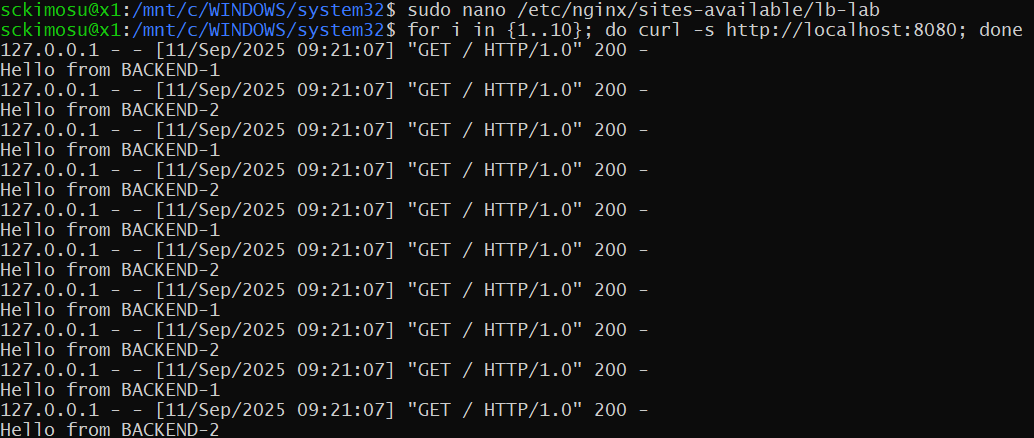 sckimosu@x1:/mnt/c/WINDOWS/system32$ sudo nano /etc/nginx/sites-available/lb-lab
sckimosu@x1:/mnt/c/WINDOWS/system32$ for i in {1..10}; do curl -s http://localhost:8080; done
127.0.0.1 - - [11/Sep/2025 09:21:07] "GET / HTTP/1.0" 200 -
Hello from BACKEND-1
127.0.0.1 - - [11/Sep/2025 09:21:07] "GET / HTTP/1.0" 200 -
Hello from BACKEND-2
127.0.0.1 - - [11/Sep/2025 09:21:07] "GET / HTTP/1.0" 200 -
Hello from BACKEND-1
127.0.0.1 - - [11/Sep/2025 09:21:07] "GET / HTTP/1.0" 200 -
Hello from BACKEND-2
127.0.0.1 - - [11/Sep/2025 09:21:07] "GET / HTTP/1.0" 200 -
Hello from BACKEND-1
127.0.0.1 - - [11/Sep/2025 09:21:07] "GET / HTTP/1.0" 200 -
Hello from BACKEND-2
127.0.0.1 - - [11/Sep/2025 09:21:07] "GET / HTTP/1.0" 200 -
Hello from BACKEND-1
127.0.0.1 - - [11/Sep/2025 09:21:07] "GET / HTTP/1.0" 200 -
Hello from BACKEND-2
127.0.0.1 - - [11/Sep/2025 09:21:07] "GET / HTTP/1.0" 200 -
Hello from BACKEND-1
127.0.0.1 - - [11/Sep/2025 09:21:07] "GET / HTTP/1.0" 200 -
Hello from BACKEND-2